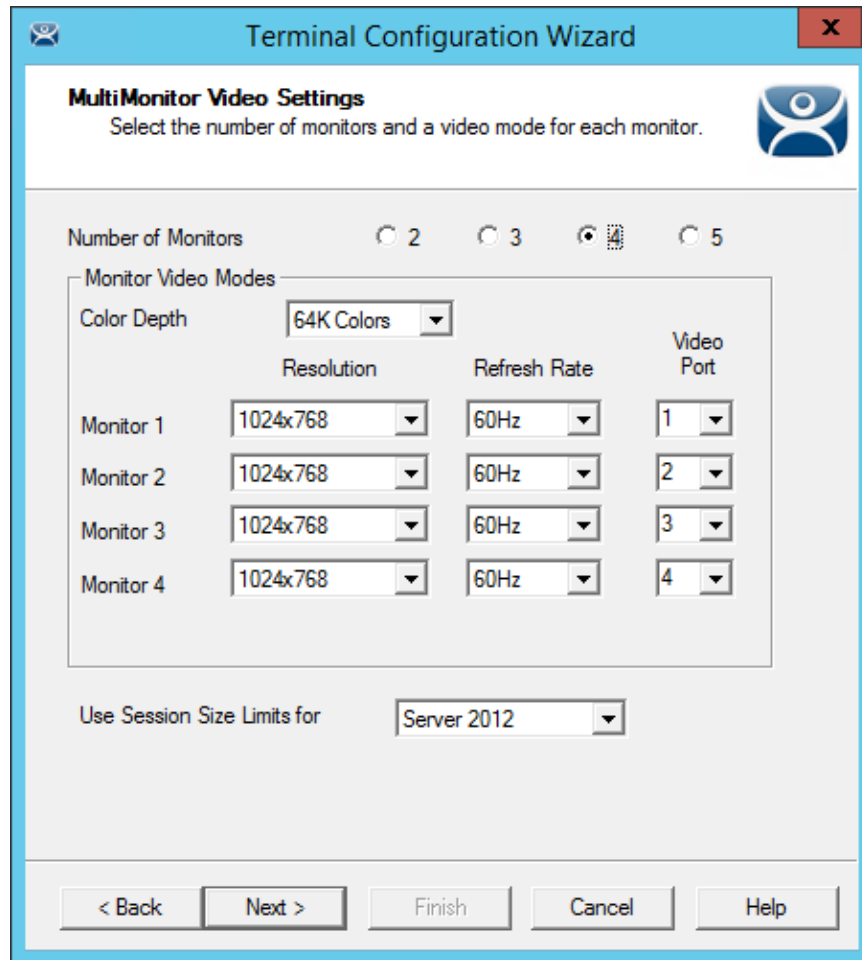 Terminal Configuration Wizard
x
MultiMonitor Video Settings
Select the number of monitors and a video mode for each monitor.
Number of Monitors 2 3 4 5
Monitor Video Modes
Color Depth 64K Colors
Video
Resolution Refresh Rate Port
Monitor 1 1024x768 60Hz 1
Monitor 2 1024x768 60Hz 2
Monitor 3 1024x768 60Hz 3
Monitor 4 1024x768 60Hz 4
Use Session Size Limits for Server 2012
< Back Next > Finish Cancel Help